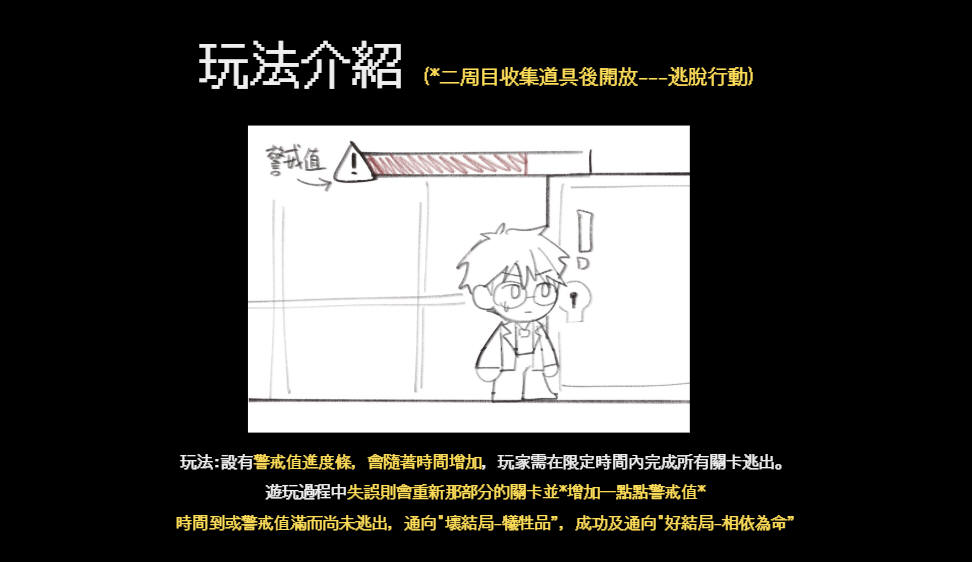 玩法介紹 (*二周目收集道具後開放---逃脫行動)
警戒值
!
!
玩法:設有警戒值進度條，會隨著時間增加，玩家需在限定時間內完成所有關卡逃出。
遊玩過程中失誤則會重新那部分的關卡並*增加一點點警戒值*
時間到或警戒值滿而尚未逃出，通向"壞結局-犧牲品"，成功及通向"好結局-相依為命"